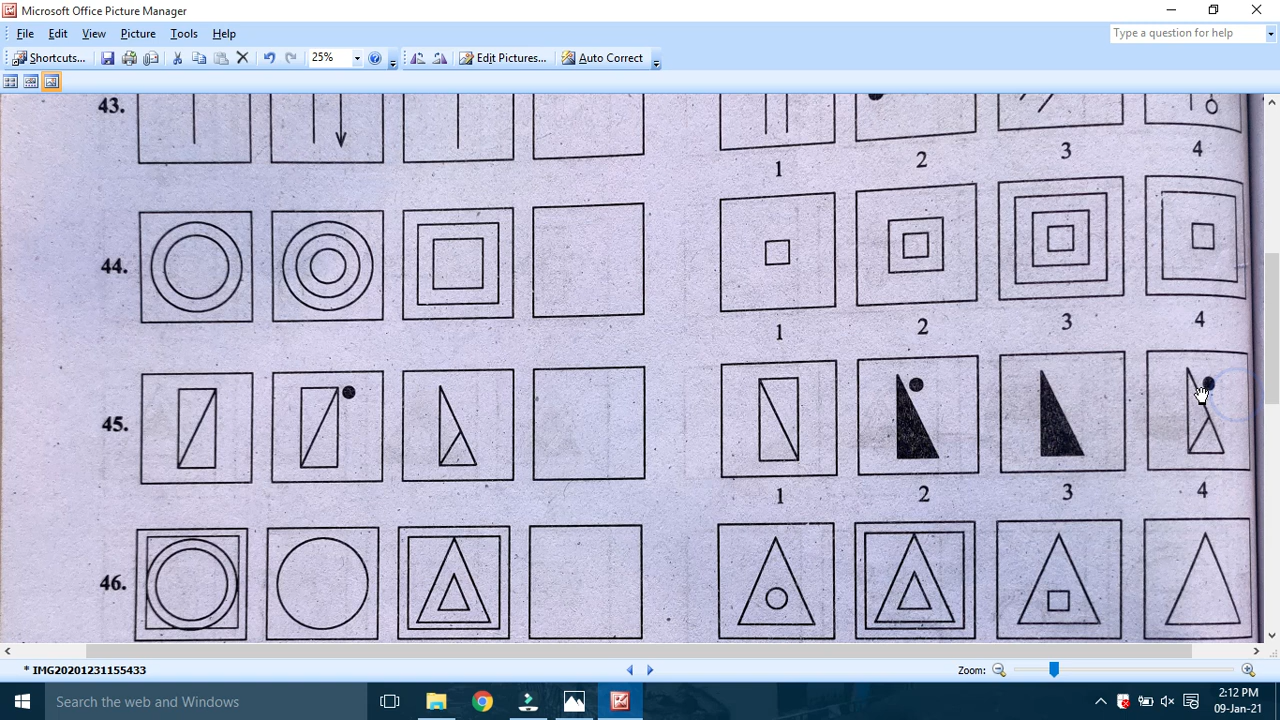 Microsoft Office Picture Manager
File Edit View Picture Tools Help
Type a question for help
Shortcuts... 25% Edit Pictures... Auto Correct
43.
1 2 3 4
44.
1 2 3 4
45.
1 2 3 4
46.
* IMG20201231155433
Zoom:
Search the web and Windows
2:12 PM
09-Jan-21